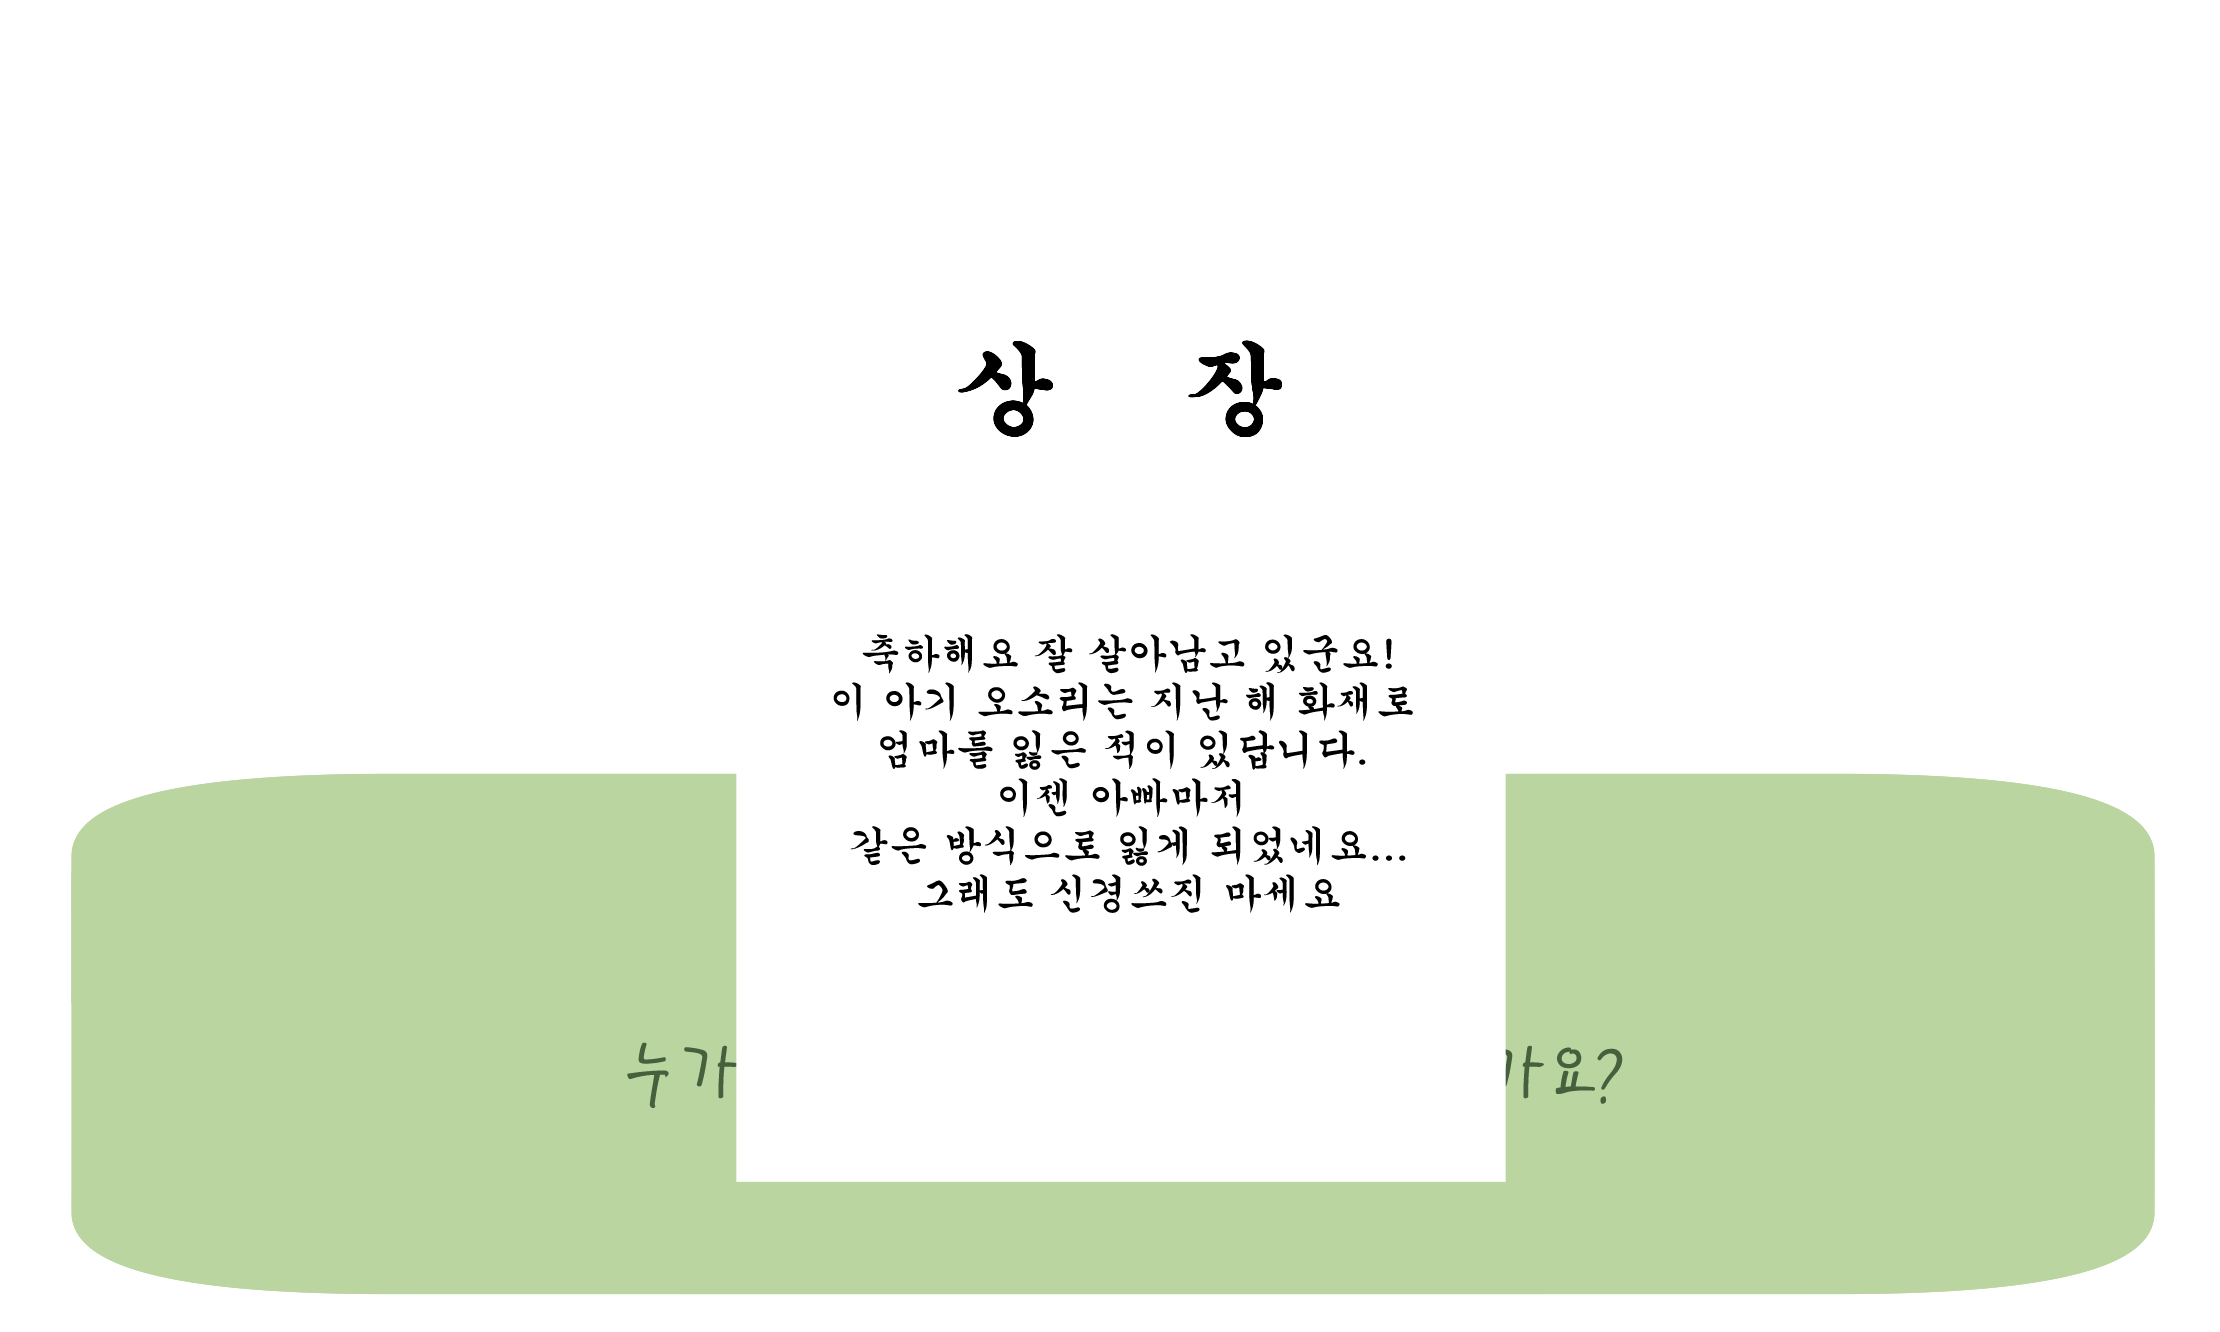 상 장
축하해요 잘 살아남고 있군요!
이 아기 오소리는 지난 해 화재로
엄마를 잃은 적이 있답니다.
이젠 아빠마저
같은 방식으로 잃게 되었네요...
그래도 신경쓰진 마세요
누가 가요?